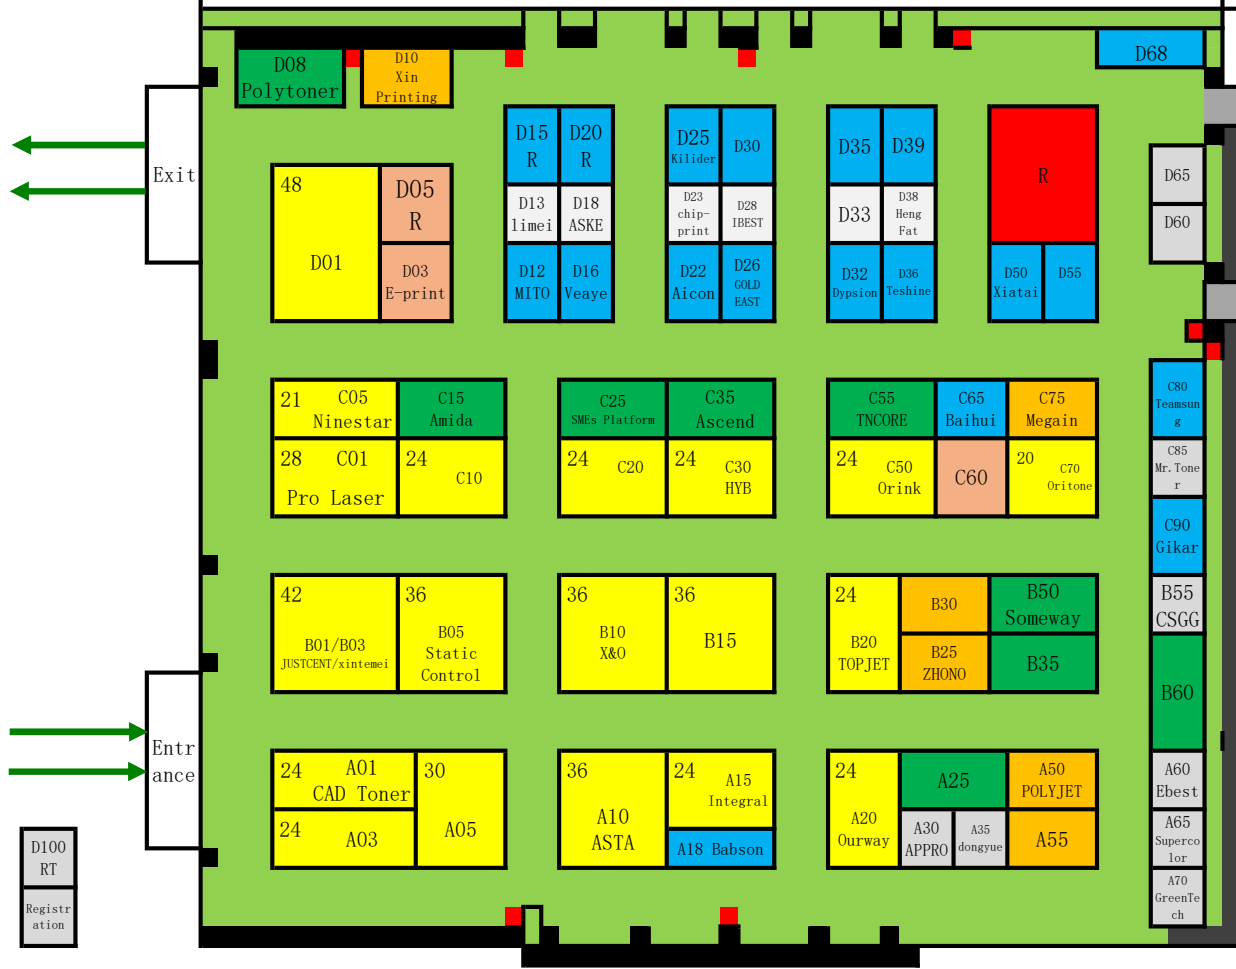 D08
Polytoner
D10
Xin
Printing
D68
Exit
48
D01
D05
R
D03
E-print
D15
R
D20
R
D13
limei
D18
ASKE
D12
MITO
D16
Veaye
D25
Kilider
D30
D23
chip-
print
D28
IBEST
D22
Aicon
D26
GOLD
EAST
D35
D39
D33
D38
Heng
Fat
D32
Dypsion
D36
Teshine
R
D50
Xiatai
D55
D65
D60
21
C05
Ninestar
C15
Amida
28
C01
Pro Laser
24
C10
C25
SMEs Platform
C35
Ascend
24
C20
24
C30
HYB
C55
TNCORE
C65
Baihui
C75
Megain
24
C50
Orink
C60
20
C70
Oritone
C80
Teamsun
g
C85
Mr.Tone
r
C90
Gikar
42
B01/B03
JUSTCENT/xintemei
36
B05
Static
Control
36
B10
X&O
36
B15
24
B20
TOPJET
B30
B25
ZHONO
B50
Someway
B35
B55
CSGG
B60
Entr
ance
24
A01
CAD Toner
24
A03
30
A05
36
A10
ASTA
24
A15
Integral
A18 Babson
24
A20
Ourway
A25
A30
APPRO
A35
dongyue
A50
POLYJET
A55
A60
Ebest
A65
Superco
lor
A70
GreenTe
ch
D100
RT
Registr
ation